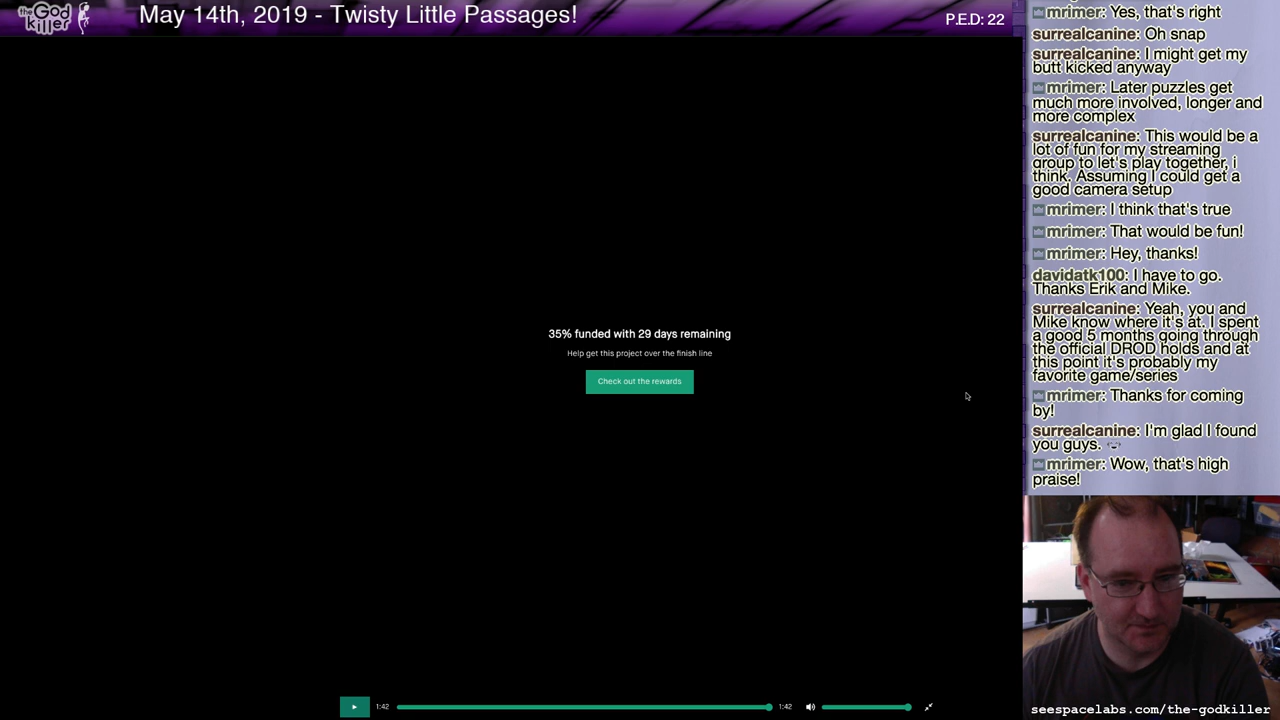 the God killer
May 14th, 2019 - Twisty Little Passages!
P.E.D: 22
35% funded with 29 days remaining
Help get this project over the finish line
Check out the rewards
1:42
1:42
mrimer: Yes, that's right
surrealcanine: Oh snap
surrealcanine: I might get my
butt kicked anyway
mrimer: Later puzzles get
much more involved, longer and
more complex
surrealcanine: This would be a
lot of fun for my streaming
group to let's play together, i
think. Assuming I could get a
good camera setup
mrimer: I think that's true
mrimer: That would be fun!
mrimer: Hey, thanks!
davidatk100: I have to go.
Thanks Erik and Mike.
surrealcanine: Yeah, you and
Mike know where it's at. I spent
a good 5 months going through
the official DROD holds and at
this point it's probably my
favorite game/series
mrimer: Thanks for coming
by!
surrealcanine: I'm glad I found
you guys.
mrimer: Wow, that's high
praise!
seespacelabs.com/the-godkiller